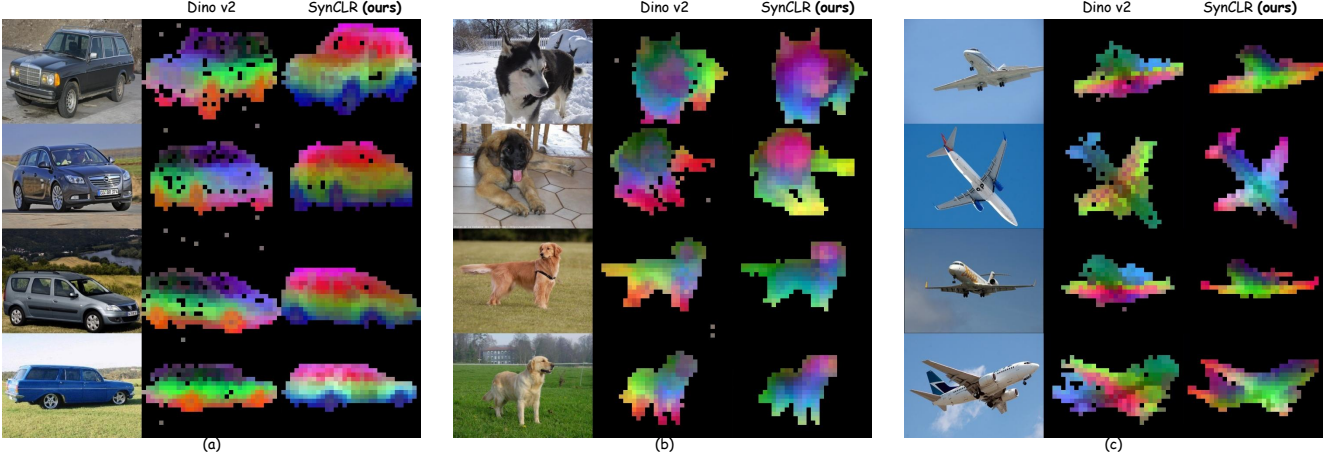 Dino v2 SynCLR (ours)
Dino v2 SynCLR (ours)
Dino v2 SynCLR (ours)
(a)
(b)
(c)